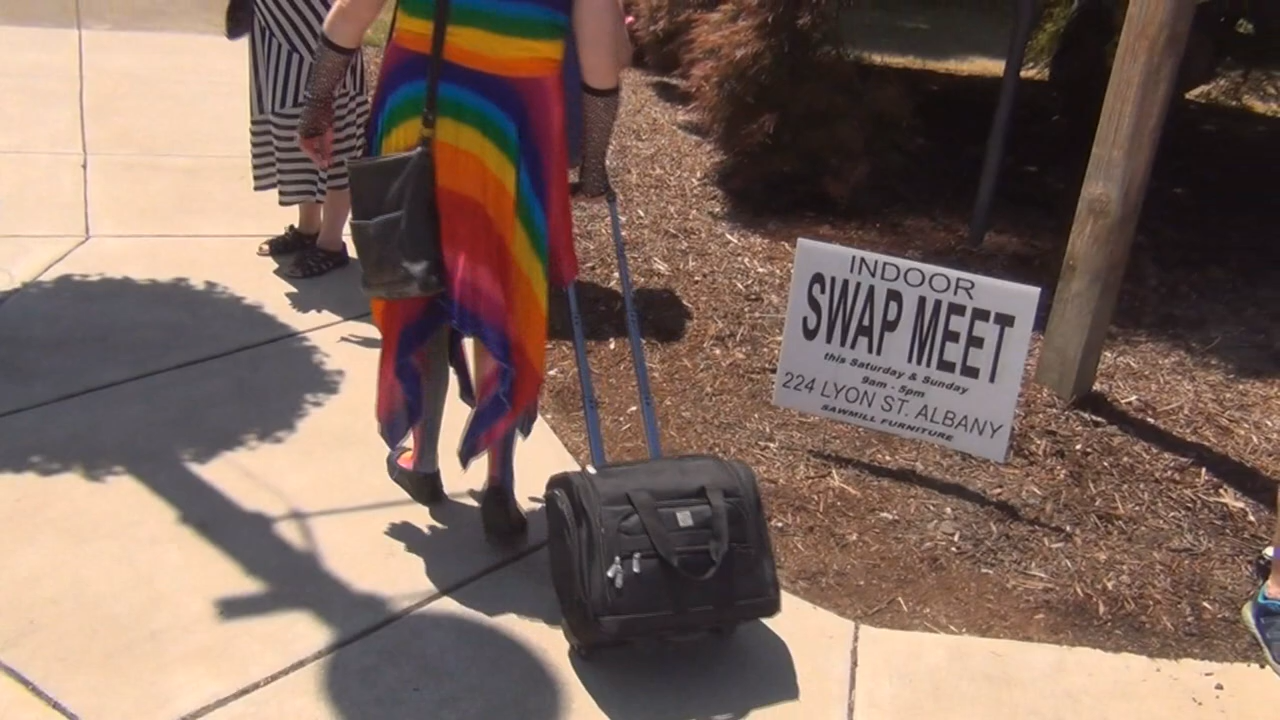 INDOOR
SWAP MEET
this Saturday & Sunday
9am - 5pm
224 LYON ST. ALBANY
SAWMILL FURNITURE